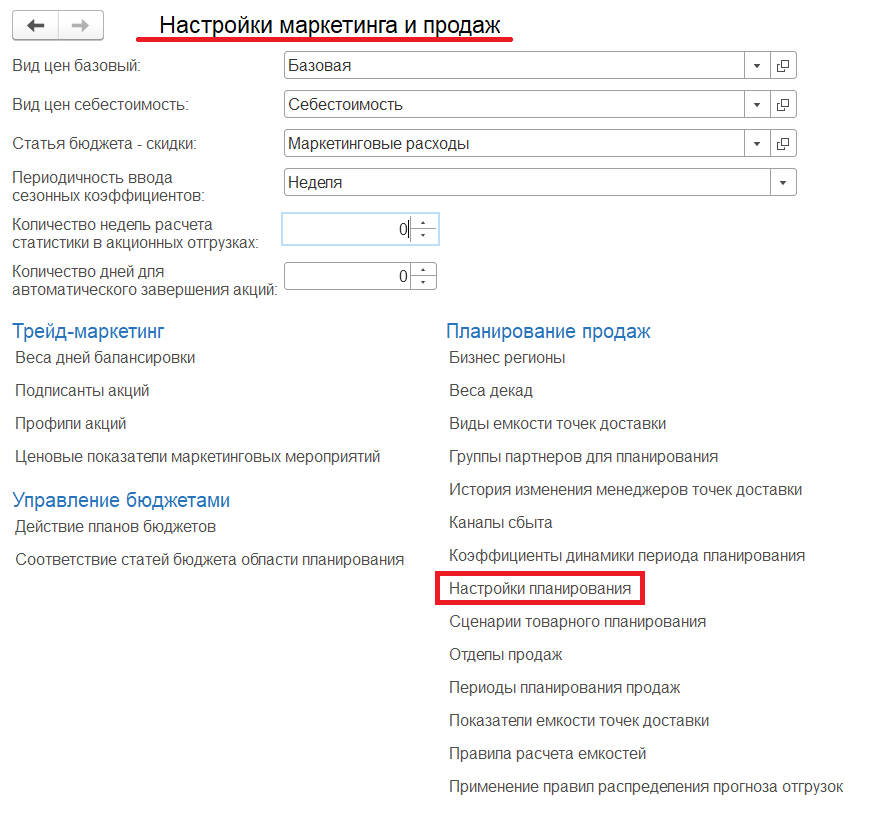 Настройки маркетинга и продаж
Вид цен базовый: Базовая
Вид цен себестоимость: Себестоимость
Статья бюджета - скидки: Маркетинговые расходы
Периодичность ввода
сезонных коэффициентов: Неделя
Количество недель расчета
статистики в акционных отгрузках: 0
Количество дней для
автоматического завершения акций: 0
Трейд-маркетинг
Веса дней балансировки
Подписанты акций
Профили акций
Ценовые показатели маркетинговых мероприятий
Управление бюджетами
Действие планов бюджетов
Соответствие статей бюджета области планирования
Планирование продаж
Бизнес регионы
Веса декад
Виды емкости точек доставки
Группы партнеров для планирования
История изменения менеджеров точек доставки
Каналы сбыта
Коэффициенты динамики периода планирования
Настройки планирования
Сценарии товарного планирования
Отделы продаж
Периоды планирования продаж
Показатели емкости точек доставки
Правила расчета емкостей
Применение правил распределения прогноза отгрузок